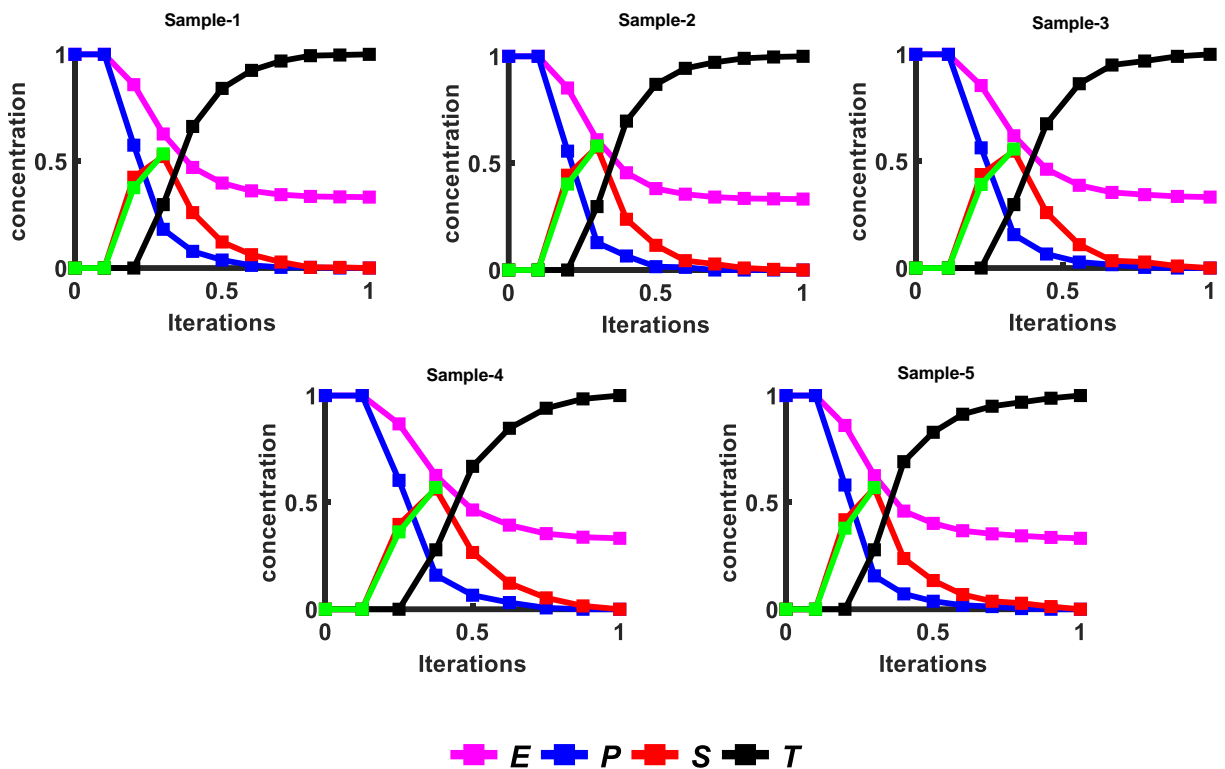 Sample-1
1
0.5
0
concentration
0 0.5 1
Iterations
Sample-2
1
0.5
0
concentration
0 0.5 1
Iterations
Sample-3
1
0.5
0
concentration
0 0.5 1
Iterations
Sample-4
1
0.5
0
concentration
0 0.5 1
Iterations
Sample-5
1
0.5
0
concentration
0 0.5 1
Iterations
E P S T